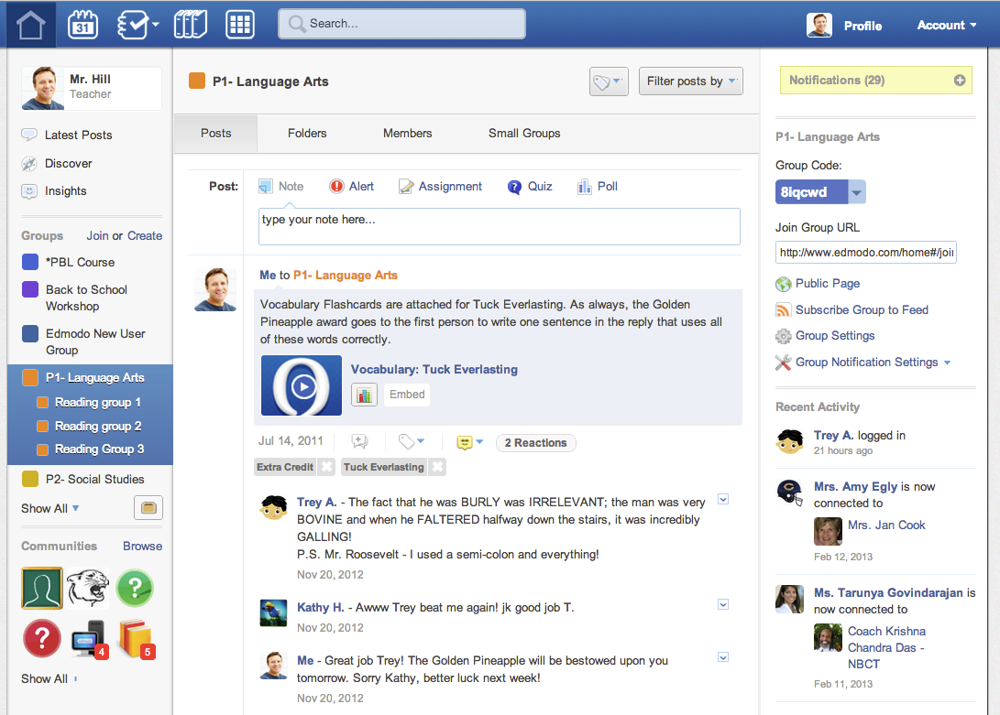 31
Search...
Profile
Account
Mr. Hill
Teacher
Latest Posts
Discover
Insights
Groups
Join or Create
*PBL Course
Back to School
Workshop
Edmodo New User
Group
P1- Language Arts
Reading group 1
Reading group 2
Reading Group 3
P2- Social Studies
Show All
Communities
Browse
?
?
4
5
Show All
P1- Language Arts
Filter posts by
Posts
Folders
Members
Small Groups
Post:
Note
Alert
Assignment
Quiz
Poll
type your note here...
Me to P1- Language Arts
Vocabulary Flashcards are attached for Tuck Everlasting. As always, the Golden
Pineapple award goes to the first person to write one sentence in the reply that uses all
of these words correctly.
Vocabulary: Tuck Everlasting
Embed
Jul 14, 2011
2 Reactions
Extra Credit
Tuck Everlasting
Trey A. - The fact that he was BURLY was IRRELEVANT; the man was very
BOVINE and when he FALTERED halfway down the stairs, it was incredibly
GALLING!
P.S. Mr. Roosevelt - I used a semi-colon and everything!
Nov 20, 2012
Kathy H. - Awww Trey beat me again! jk good job T.
Nov 20, 2012
Me - Great job Trey! The Golden Pineapple will be bestowed upon you
tomorrow. Sorry Kathy, better luck next week!
Nov 20, 2012
Notifications (29)
P1- Language Arts
Group Code:
8iqcwd
Join Group URL
http://www.edmodo.com/home#/joi
Public Page
Subscribe Group to Feed
Group Settings
Group Notification Settings
Recent Activity
Trey A. logged in
21 hours ago
Mrs. Amy Egly is now
connected to
Mrs. Jan Cook
Feb 12, 2013
Ms. Tarunya Govindarajan is
now connected to
Coach Krishna
Chandra Das -
NBCT
Feb 11, 2013